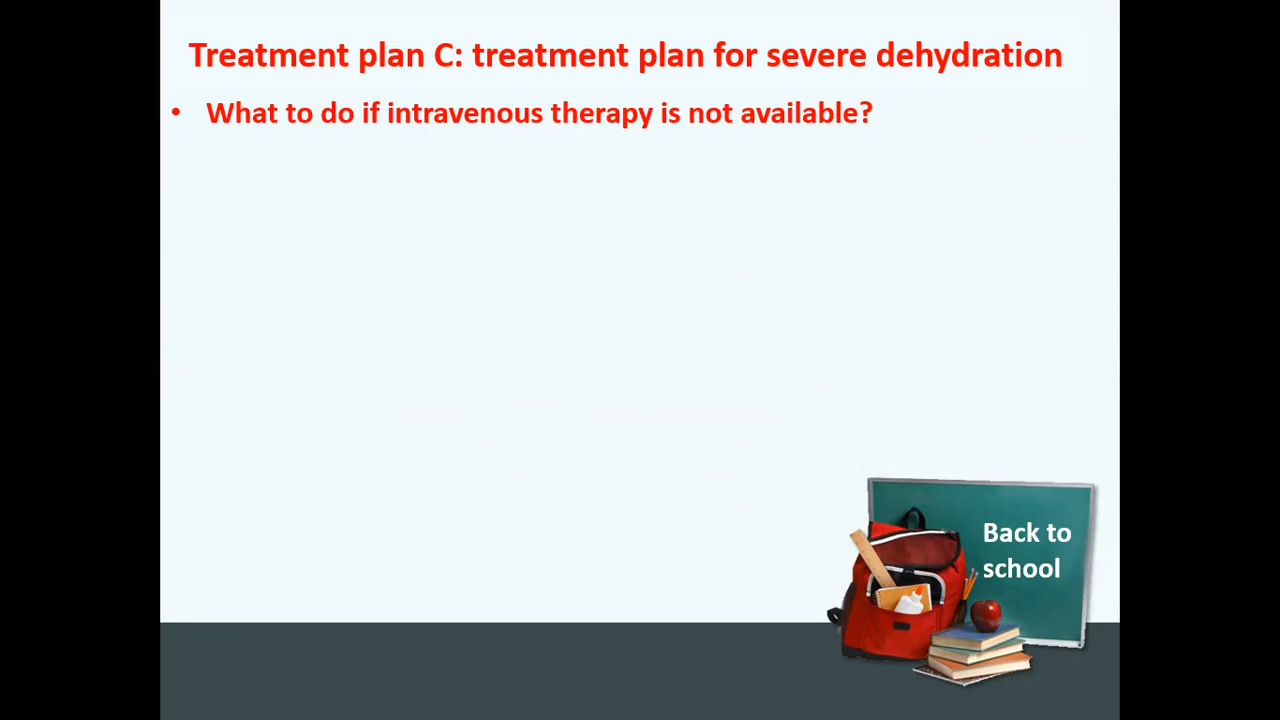 Treatment plan C: treatment plan for severe dehydration
• What to do if intravenous therapy is not available?
Back to
school